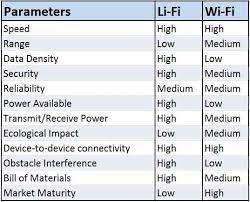 Parameters Li-Fi Wi-Fi
Speed High High
Range Low Medium
Data Density High Low
Security High Medium
Reliability Medium Medium
Power Available High Low
Transmit/Receive Power High Medium
Ecological Impact Low Medium
Device-to-device connectivity High High
Obstacle Interference High Low
Bill of Materials High Medium
Market Maturity Low High